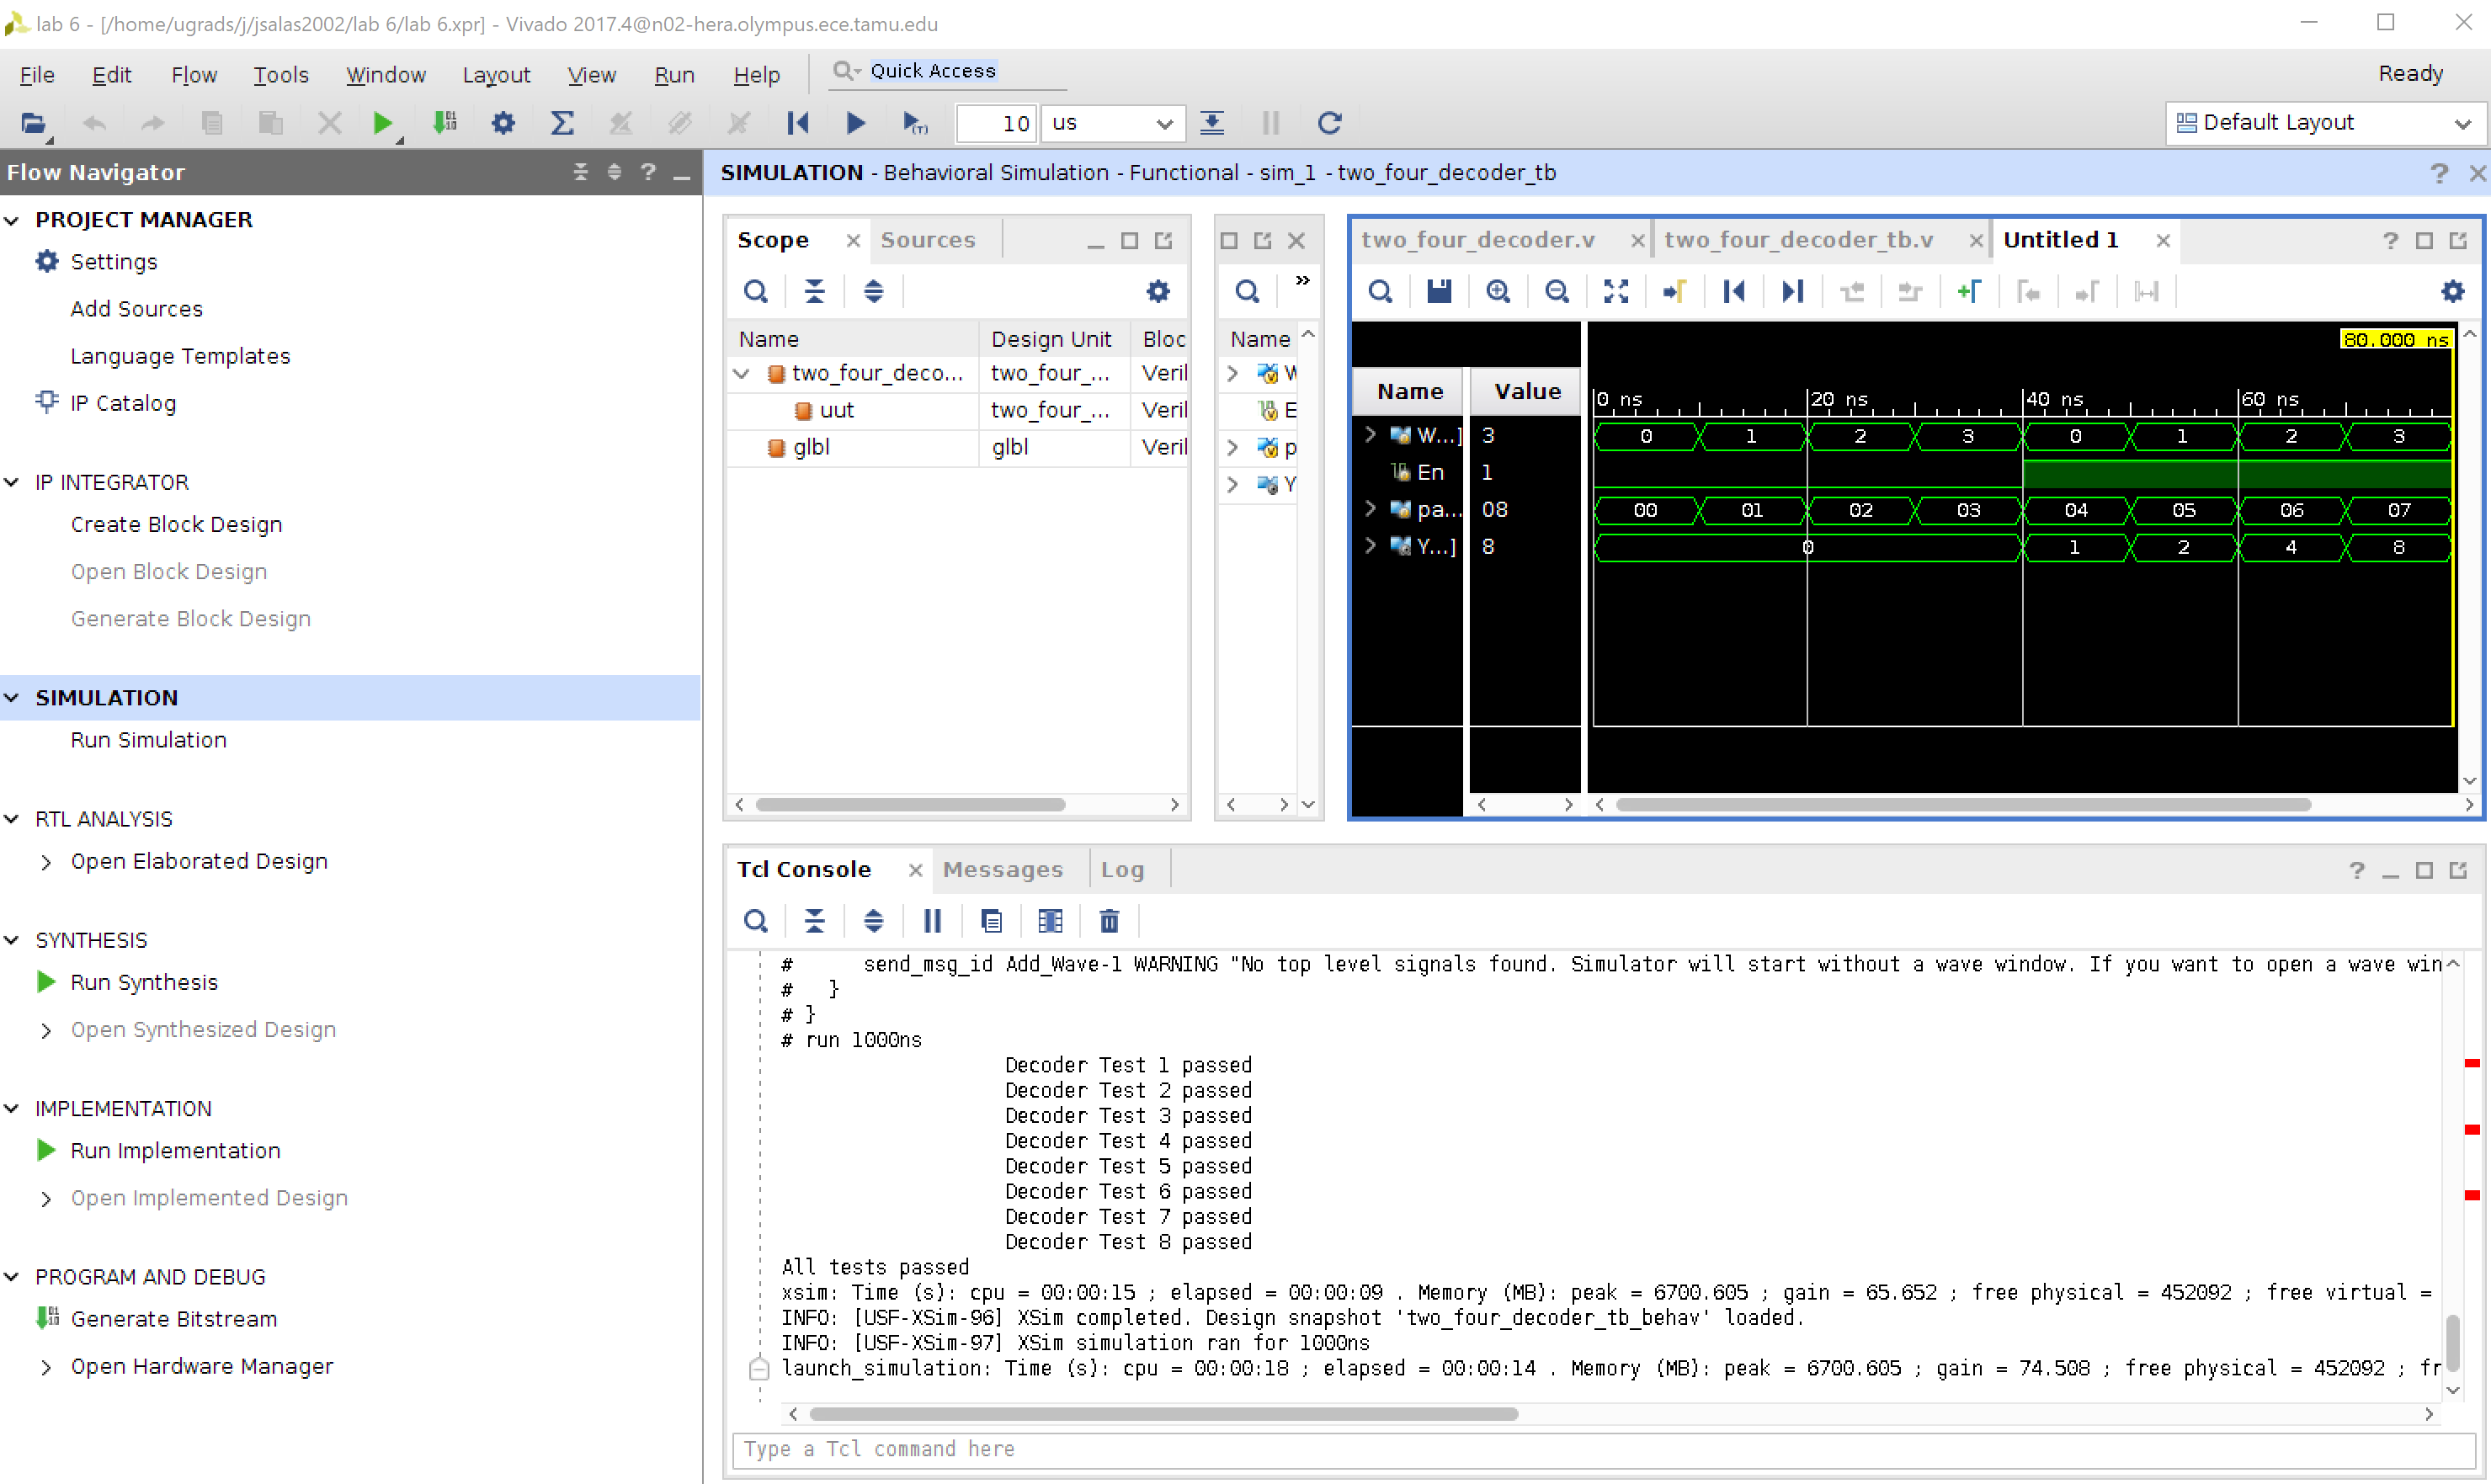 lab 6 - [/home/ugrads/j/jsalas2002/lab 6/lab 6.xpr] - Vivado 2017.4@n02-hera.olympus.ece.tamu.edu
File Edit Flow Tools Window Layout View Run Help Quick Access Ready
10 us Default Layout
Flow Navigator
PROJECT MANAGER
Settings
Add Sources
Language Templates
IP Catalog
IP INTEGRATOR
Create Block Design
Open Block Design
Generate Block Design
SIMULATION
Run Simulation
RTL ANALYSIS
Open Elaborated Design
SYNTHESIS
Run Synthesis
Open Synthesized Design
IMPLEMENTATION
Run Implementation
Open Implemented Design
PROGRAM AND DEBUG
Generate Bitstream
Open Hardware Manager
SIMULATION - Behavioral Simulation - Functional - sim_1 - two_four_decoder_tb
Scope Sources
Name Design Unit Bloc
two_four_deco... two_four_... Veril
uut two_four_... Veril
glbl glbl Veril
Name
W
E
p
Y
two_four_decoder.v two_four_decoder_tb.v Untitled 1
80.000 ns
Name Value 0 ns 20 ns 40 ns 60 ns
W...] 3 0 1 2 3 0 1 2 3
En 1
pa... 08 00 01 02 03 04 05 06 07
Y...] 8 0 1 2 4 8
Tcl Console Messages Log
# send_msg_id Add_Wave-1 WARNING "No top level signals found. Simulator will start without a wave window. If you want to open a wave win
# }
# }
# run 1000ns
Decoder Test 1 passed
Decoder Test 2 passed
Decoder Test 3 passed
Decoder Test 4 passed
Decoder Test 5 passed
Decoder Test 6 passed
Decoder Test 7 passed
Decoder Test 8 passed
All tests passed
xsim: Time (s): cpu = 00:00:15 ; elapsed = 00:00:09 . Memory (MB): peak = 6700.605 ; gain = 65.652 ; free physical = 452092 ; free virtual =
INFO: [USF-XSim-96] XSim completed. Design snapshot 'two_four_decoder_tb_behav' loaded.
INFO: [USF-XSim-97] XSim simulation ran for 1000ns
launch_simulation: Time (s): cpu = 00:00:18 ; elapsed = 00:00:14 . Memory (MB): peak = 6700.605 ; gain = 74.508 ; free physical = 452092 ; fr
Type a Tcl command here